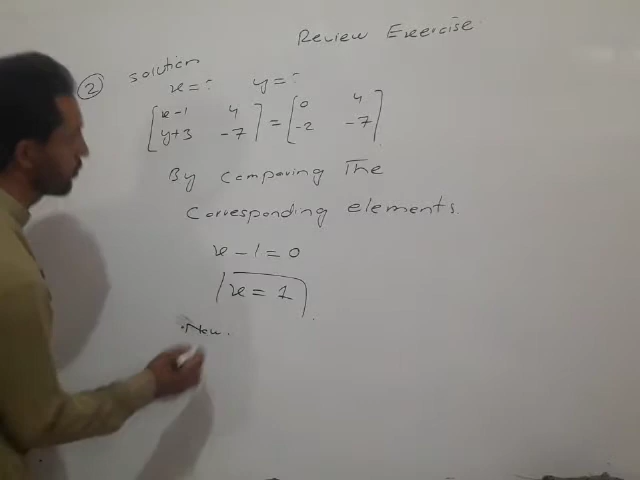 Review Exercise
② solution
x = ? y = ?
[x-1 4] = [0 4]
[y+3 -7] [-2 -7]
By Comparing The
Corresponding elements.
x - 1 = 0
x = 1
Now.